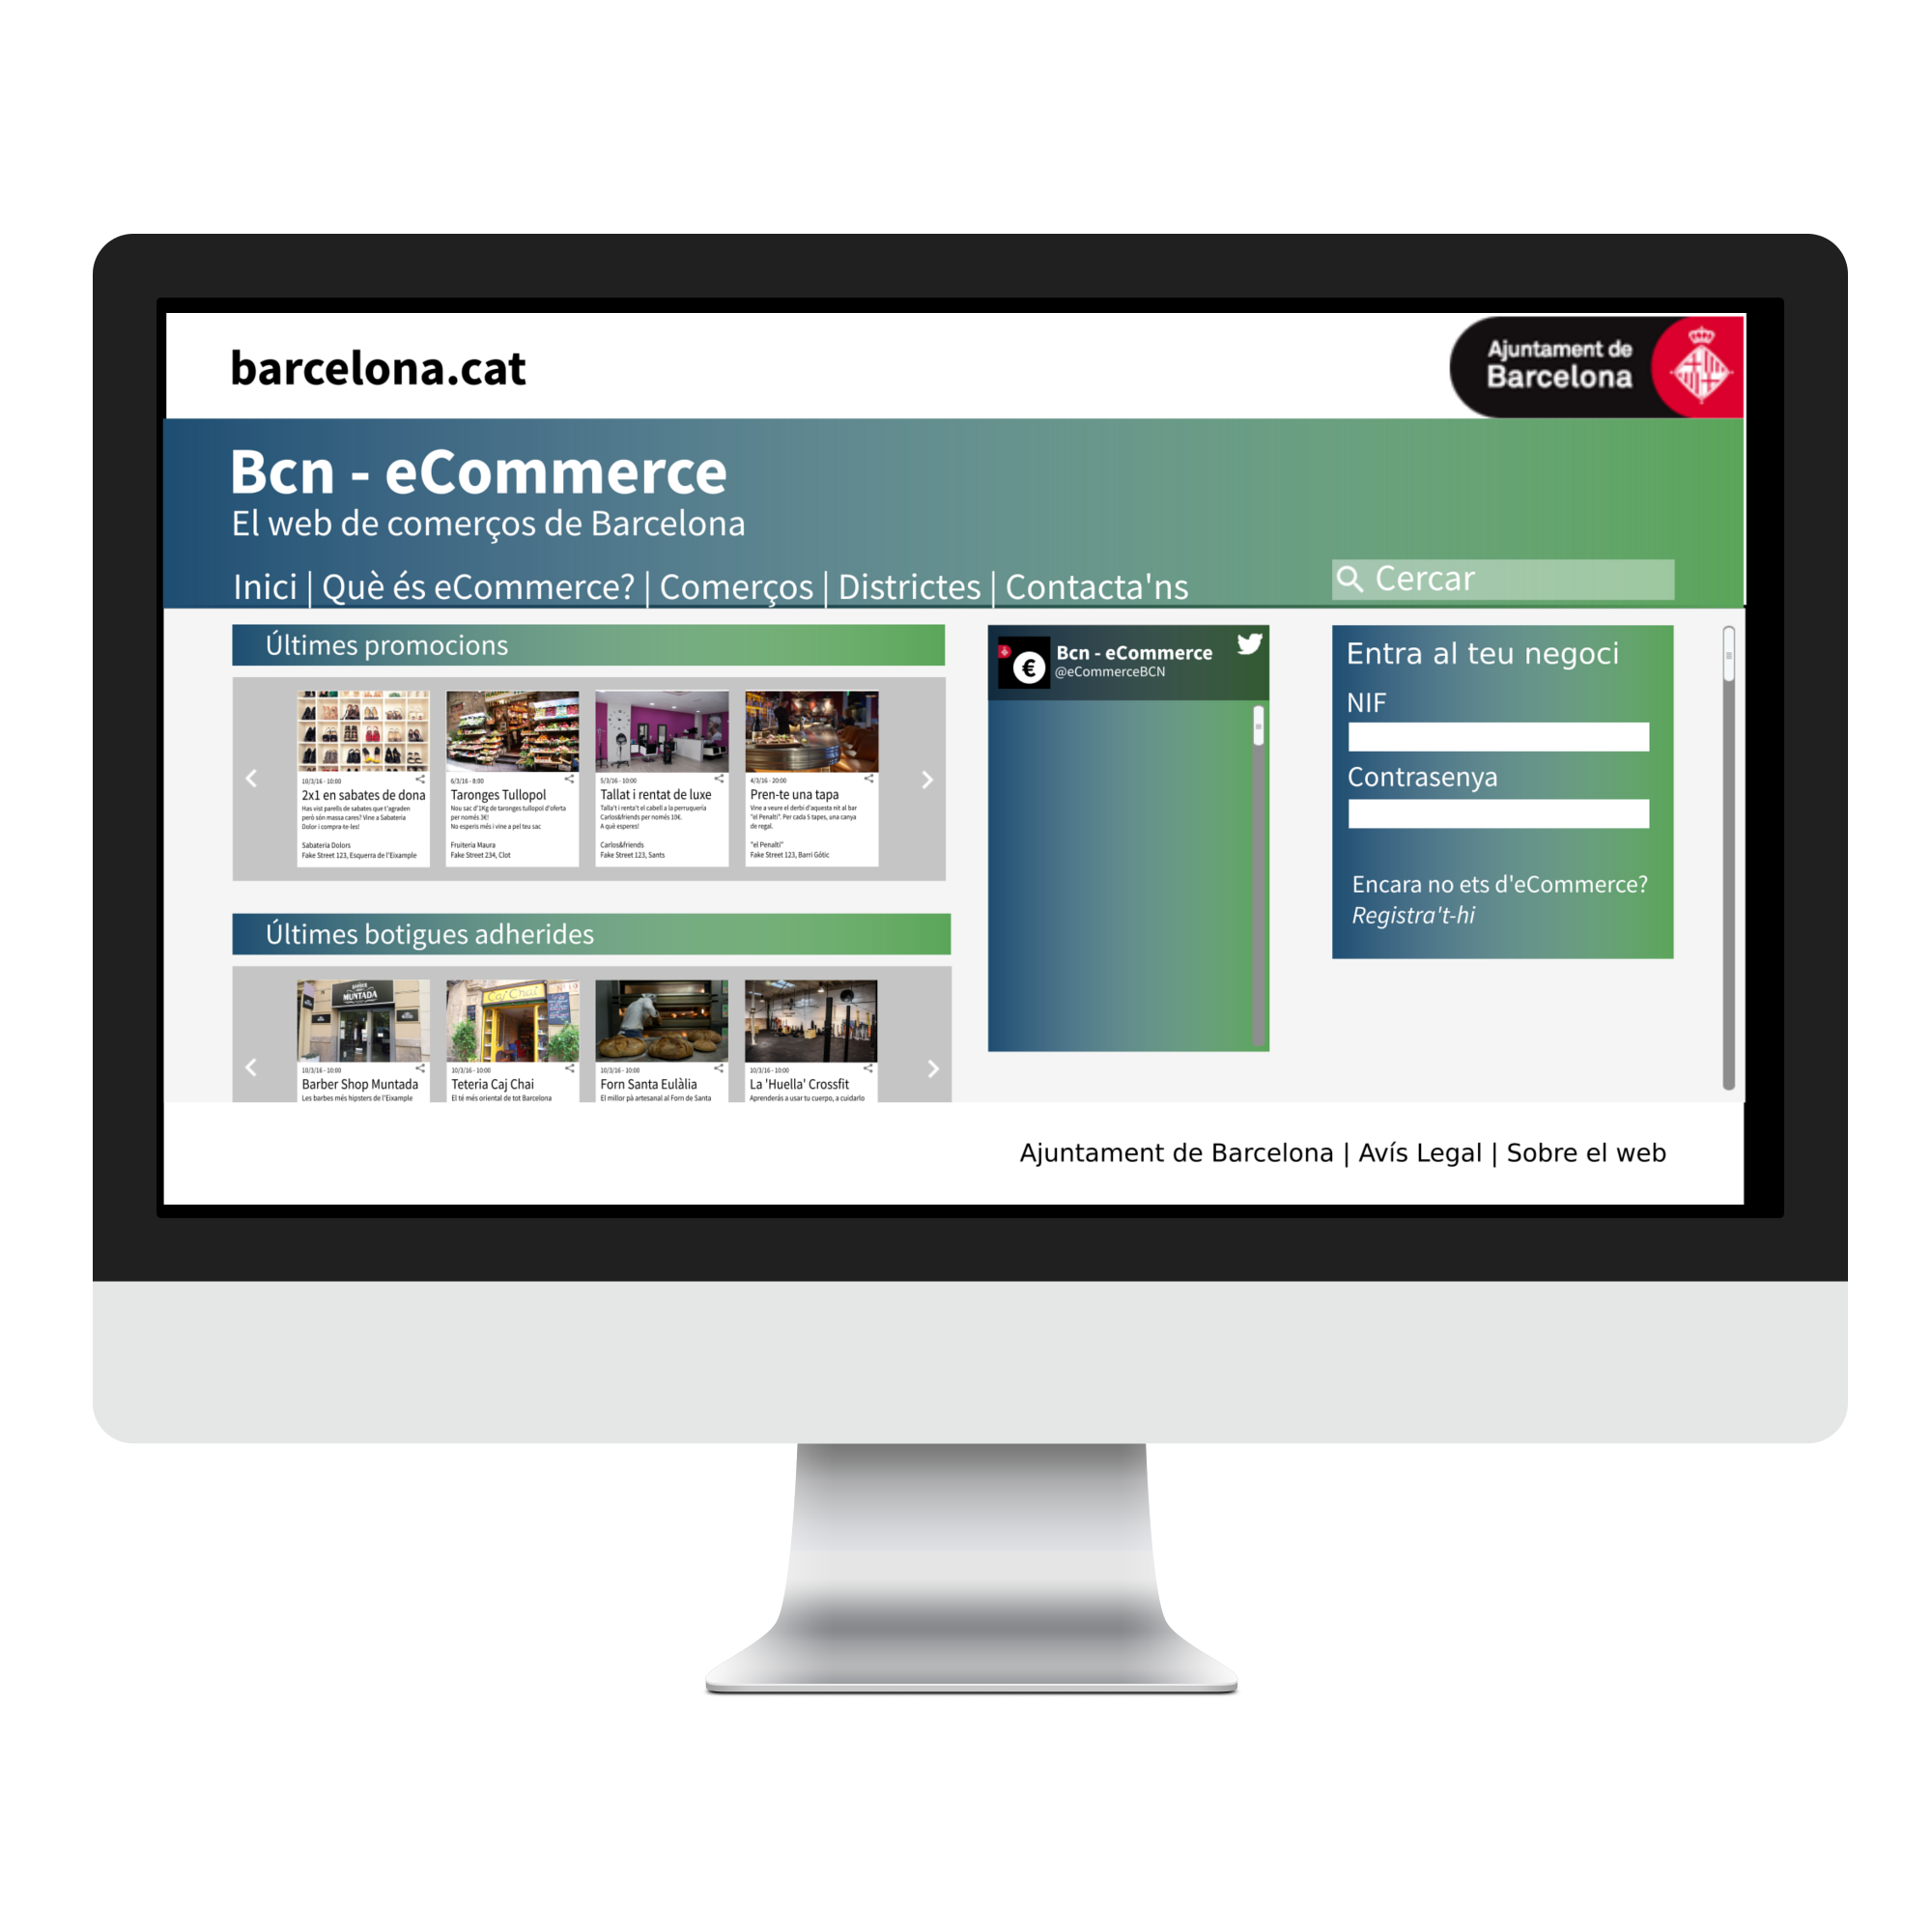 barcelona.cat
Ajuntament de
Barcelona
Bcn - eCommerce
El web de comerços de Barcelona
Inici | Què és eCommerce? | Comerços | Districtes | Contacta'ns
Cercar
Últimes promocions
10/3/16 - 10:00
2x1 en sabates de dona
Has vist parells de sabates que t'agraden
però són massa cares? Vine a Sabateria
Dolor i compra-te-les!
Sabateria Dolors
Fake Street 123, Esquerra de l'Eixample
6/3/16 - 8:00
Taronges Tullopol
Nou sac d'1Kg de taronges tullopol d'oferta
per només 3€!
No esperis més i vine a pel teu sac
Fruiteria Maura
Fake Street 234, Clot
5/3/16 - 10:00
Tallat i rentat de luxe
Talla't i renta't el cabell a la perruqueria
Carlos&friends per només 10€.
A què esperes!
Carlos&friends
Fake Street 123, Sants
4/3/16 - 20:00
Pren-te una tapa
Vine a veure el derbi d'aquesta nit al bar
"el Penalti". Per cada 5 tapes, una canya
de regal.
"el Penalti"
Fake Street 123, Barri Gòtic
Últimes botigues adherides
MUNTADA
10/3/16 - 10:00
Barber Shop Muntada
Les barbes més hipsters de l'Eixample
Caj Chai
10/3/16 - 10:00
Teteria Caj Chai
El té més oriental de tot Barcelona
10/3/16 - 10:00
Forn Santa Eulàlia
El millor pà artesanal al Forn de Santa
10/3/16 - 10:00
La 'Huella' Crossfit
Aprenderás a usar tu cuerpo, a cuidarlo
€
Bcn - eCommerce
@eCommerceBCN
Entra al teu negoci
NIF
Contrasenya
Encara no ets d'eCommerce?
Registra't-hi
Ajuntament de Barcelona | Avís Legal | Sobre el web